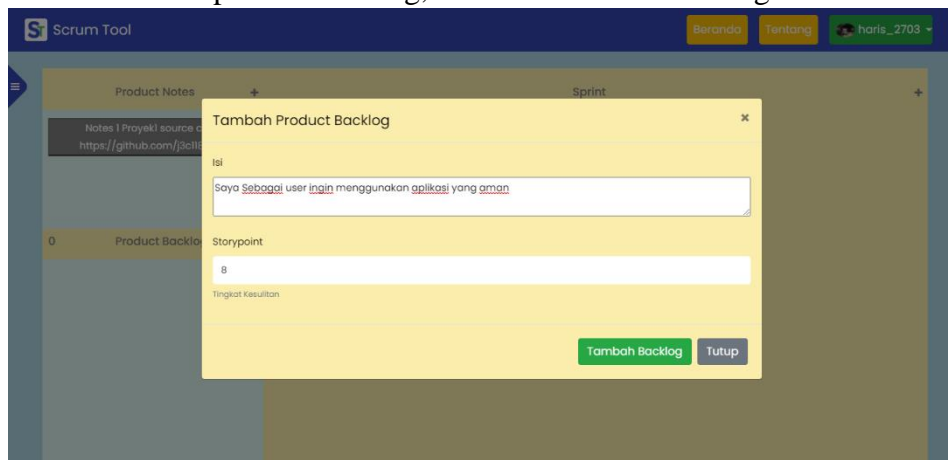 Scrum Tool
Beranda
Tentang
haris_2703
Product Notes +
Sprint +
Notes 1 Proyek1 source
https://github.com/j3c118
0 Product Backlo
Tambah Product Backlog ×
Isi
Saya Sebagai user ingin menggunakan aplikasi yang aman
Storypoint
8
Tingkat Kesulitan
Tambah Backlog
Tutup